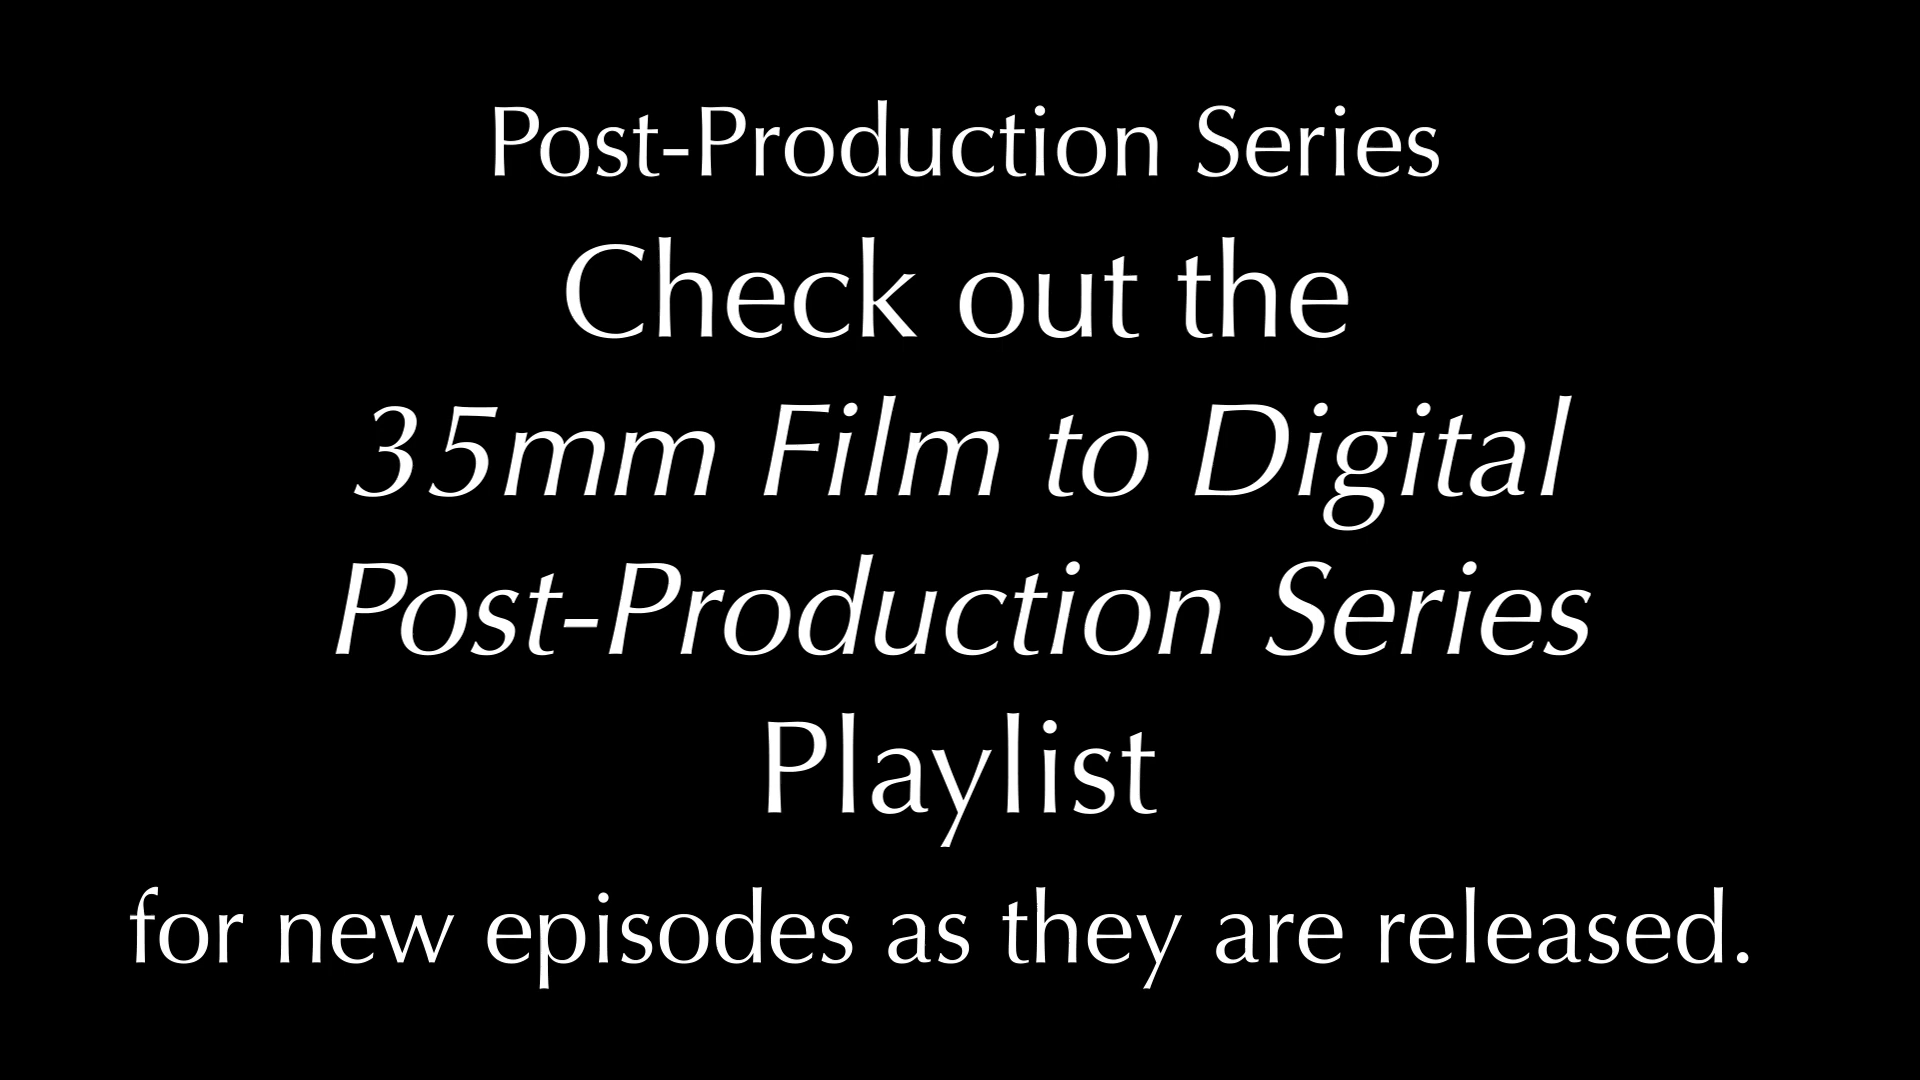 Post-Production Series
Check out the
35mm Film to Digital
Post-Production Series
Playlist
for new episodes as they are released.